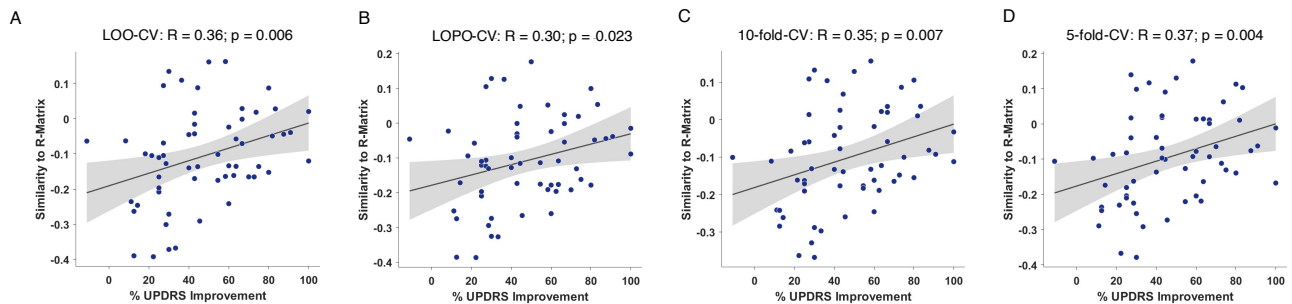 A
LOO-CV: R = 0.36; p = 0.006
Similarity to R-Matrix
0.1
0
-0.1
-0.2
-0.3
-0.4
0 20 40 60 80 100
% UPDRS Improvement
B
LOPO-CV: R = 0.30; p = 0.023
Similarity to R-Matrix
0.1
0
-0.1
-0.2
-0.3
-0.4
0 20 40 60 80 100
% UPDRS Improvement
C
10-fold-CV: R = 0.35; p = 0.007
Similarity to R-Matrix
0.1
0
-0.1
-0.2
-0.3
0 20 40 60 80 100
% UPDRS Improvement
D
5-fold-CV: R = 0.37; p = 0.004
Similarity to R-Matrix
0.1
0
-0.1
-0.2
-0.3
-0.4
0 20 40 60 80 100
% UPDRS Improvement